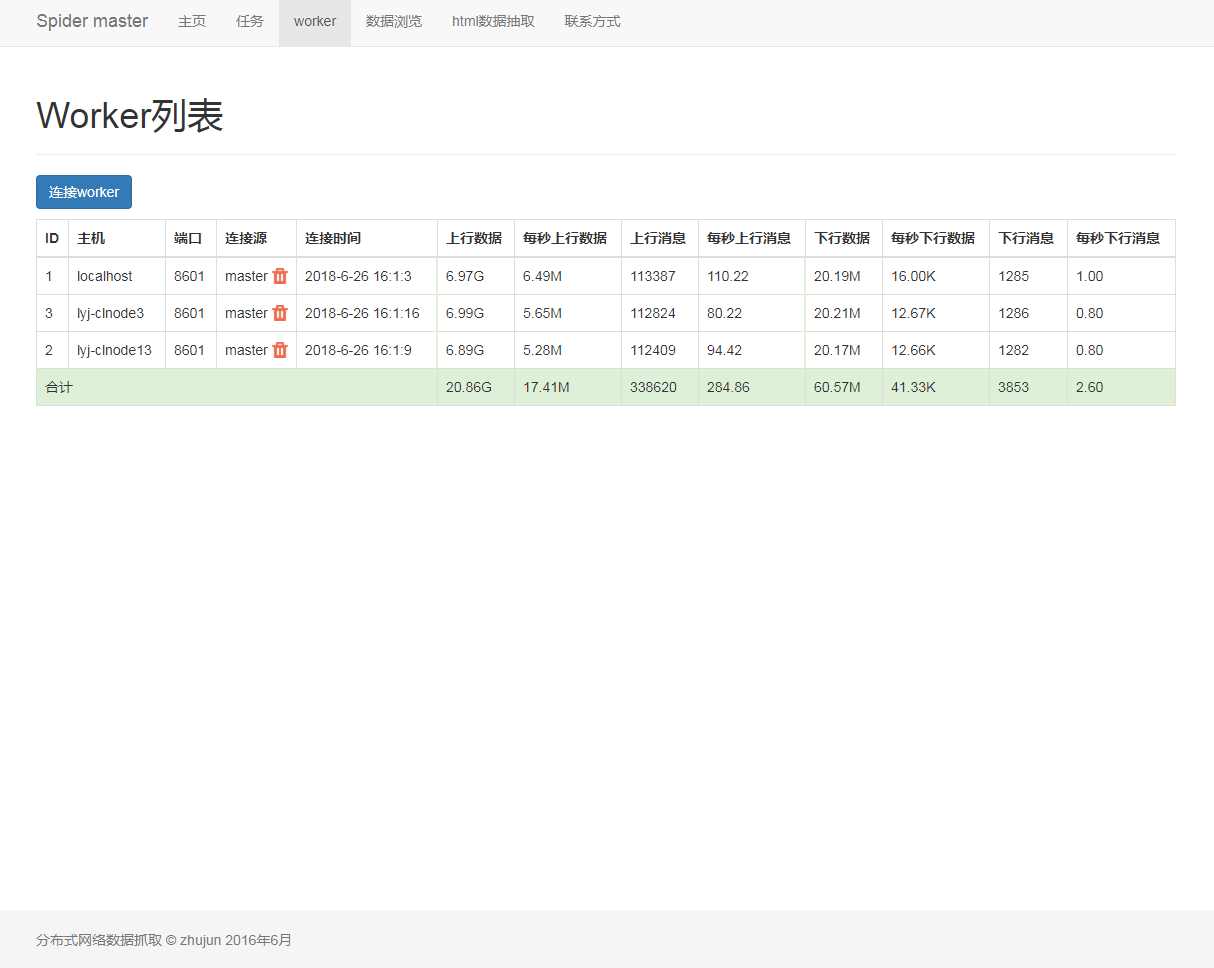 Spider master 主页 任务 worker 数据浏览 html数据抽取 联系方式
Worker列表
连接worker
ID 主机 端口 连接源 连接时间 上行数据 每秒上行数据 上行消息 每秒上行消息 下行数据 每秒下行数据 下行消息 每秒下行消息
1 localhost 8601 master 2018-6-26 16:1:3 6.97G 6.49M 113387 110.22 20.19M 16.00K 1285 1.00
3 lyj-clnode3 8601 master 2018-6-26 16:1:16 6.99G 5.65M 112824 80.22 20.21M 12.67K 1286 0.80
2 lyj-clnode13 8601 master 2018-6-26 16:1:9 6.89G 5.28M 112409 94.42 20.17M 12.66K 1282 0.80
合计 20.86G 17.41M 338620 284.86 60.57M 41.33K 3853 2.60
分布式网络数据抓取 © zhujun 2016年6月